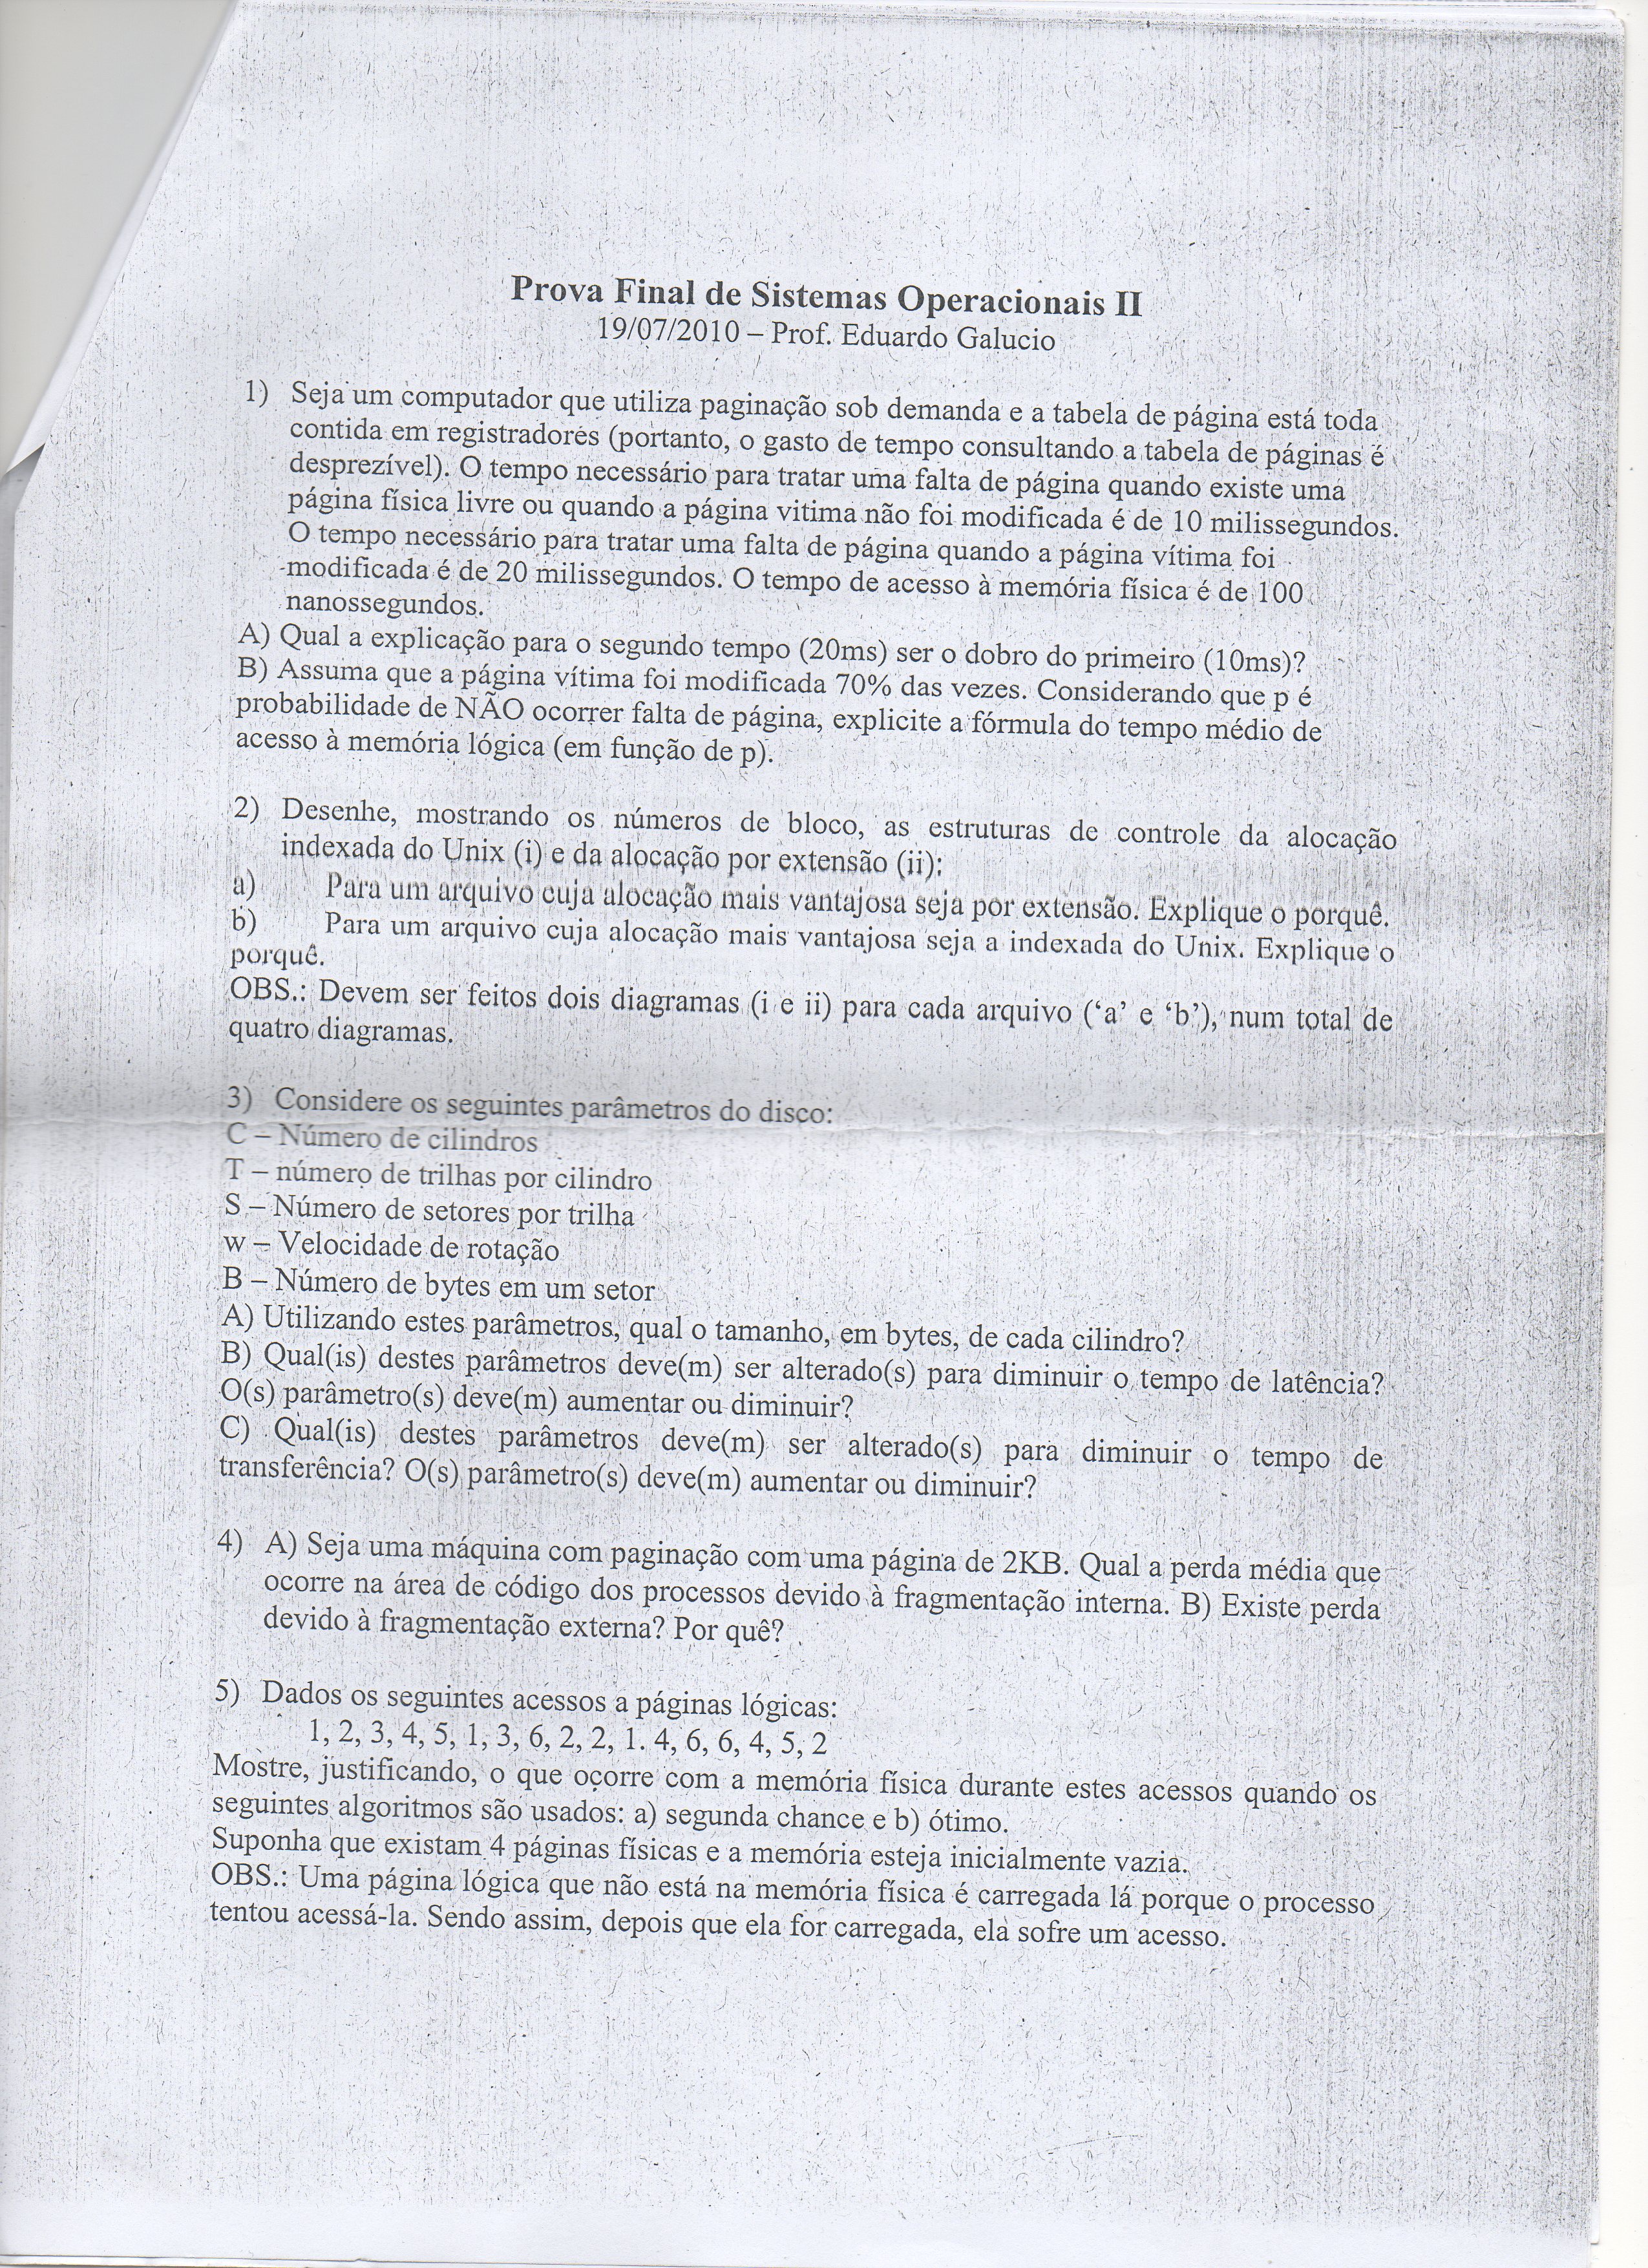 Prova Final de Sistemas Operacionais II
19/07/2010 – Prof. Eduardo Galucio
1) Seja um computador que utiliza paginação sob demanda e a tabela de página está toda
contida em registradores (portanto, o gasto de tempo consultando a tabela de páginas é
desprezível). O tempo necessário para tratar uma falta de página quando existe uma
página física livre ou quando a página vitima não foi modificada é de 10 milissegundos.
O tempo necessário para tratar uma falta de página quando a página vítima foi
modificada é de 20 milissegundos. O tempo de acesso à memória física é de 100
nanossegundos.
A) Qual a explicação para o segundo tempo (20ms) ser o dobro do primeiro (10ms)?
B) Assuma que a página vítima foi modificada 70% das vezes. Considerando que p é
probabilidade de NÃO ocorrer falta de página, explicite a fórmula do tempo médio de
acesso à memória lógica (em função de p).
2) Desenhe, mostrando os números de bloco, as estruturas de controle da alocação
indexada do Unix (i) e da alocação por extensão (ii):
a) Para um arquivo cuja alocação mais vantajosa seja por extensão. Explique o porquê.
b) Para um arquivo cuja alocação mais vantajosa seja a indexada do Unix. Explique o
porquê.
OBS.: Devem ser feitos dois diagramas (i e ii) para cada arquivo (‘a’ e ‘b’), num total de
quatro diagramas.
3) Considere os seguintes parâmetros do disco:
C – Número de cilindros
T – número de trilhas por cilindro
S – Número de setores por trilha
w – Velocidade de rotação
B – Número de bytes em um setor
A) Utilizando estes parâmetros, qual o tamanho, em bytes, de cada cilindro?
B) Qual(is) destes parâmetros deve(m) ser alterado(s) para diminuir o tempo de latência?
O(s) parâmetro(s) deve(m) aumentar ou diminuir?
C) Qual(is) destes parâmetros deve(m) ser alterado(s) para diminuir o tempo de
transferência? O(s) parâmetro(s) deve(m) aumentar ou diminuir?
4) A) Seja uma máquina com paginação com uma página de 2KB. Qual a perda média que
ocorre na área de código dos processos devido à fragmentação interna. B) Existe perda
devido à fragmentação externa? Por quê?
5) Dados os seguintes acessos a páginas lógicas:
1, 2, 3, 4, 5, 1, 3, 6, 2, 2, 1. 4, 6, 6, 4, 5, 2
Mostre, justificando, o que ocorre com a memória física durante estes acessos quando os
seguintes algoritmos são usados: a) segunda chance e b) ótimo.
Suponha que existam 4 páginas físicas e a memória esteja inicialmente vazia.
OBS.: Uma página lógica que não está na memória física é carregada lá porque o processo
tentou acessá-la. Sendo assim, depois que ela for carregada, ela sofre um acesso.